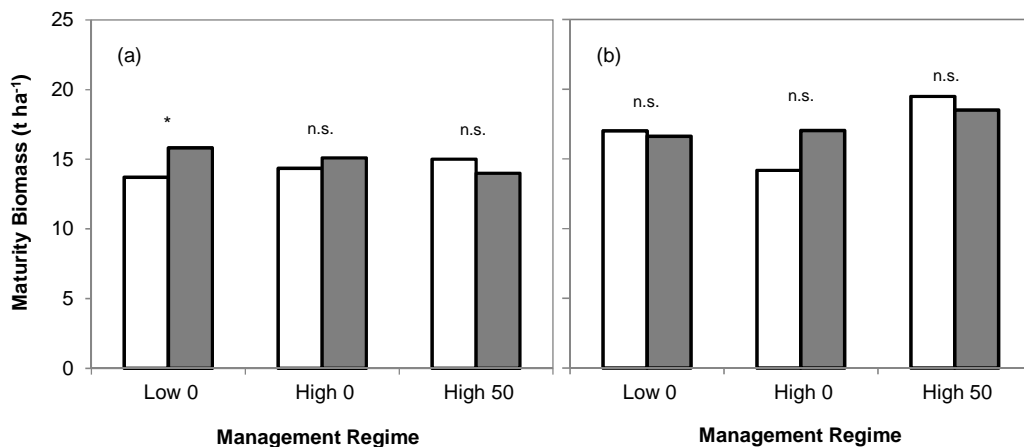 25
20
15
10
5
0
Maturity Biomass (t ha⁻¹)
(a)
*
n.s.
n.s.
Low 0
High 0
High 50
Management Regime
(b)
n.s.
n.s.
n.s.
Low 0
High 0
High 50
Management Regime